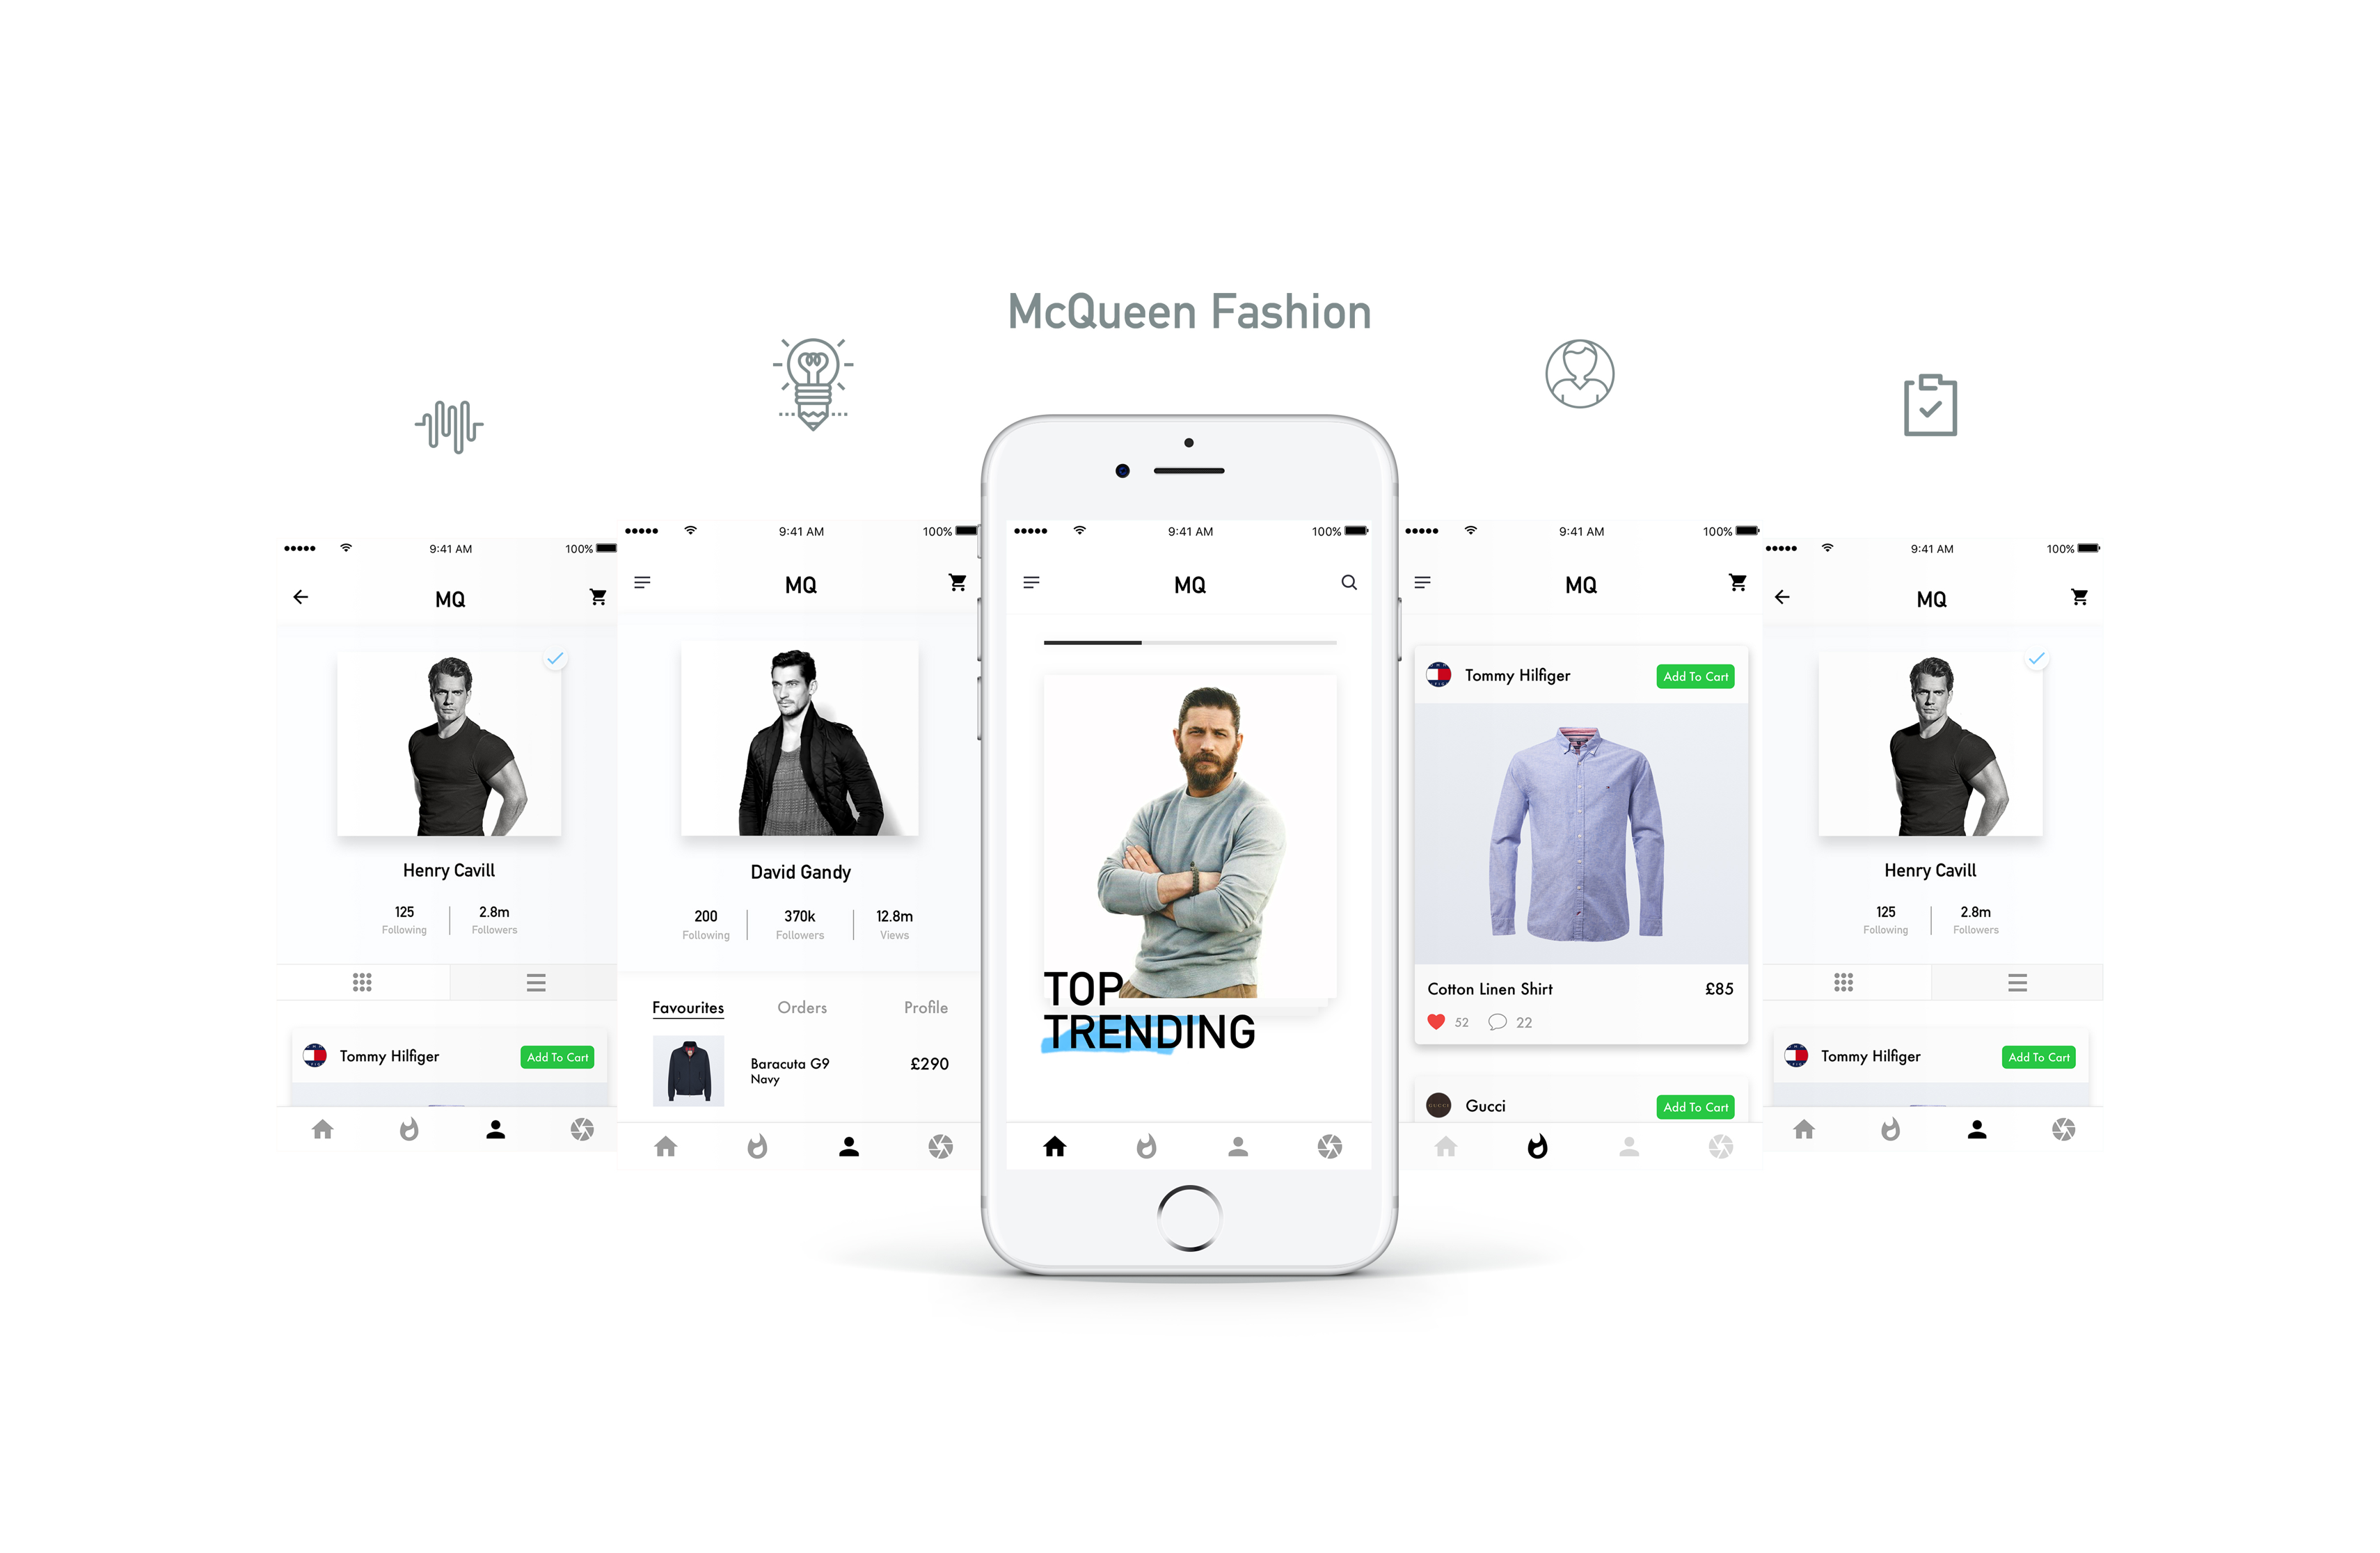 McQueen Fashion
9:41 AM 100%
MQ
Henry Cavill
125 2.8m
Following Followers
Tommy Hilfiger Add To Cart
9:41 AM 100%
MQ
David Gandy
200 370k 12.8m
Following Followers Views
Favourites Orders Profile
Baracuta G9 £290
Navy
9:41 AM 100%
MQ
TOP
TRENDING
9:41 AM 100%
MQ
Tommy Hilfiger Add To Cart
Cotton Linen Shirt £85
52 22
GUCCI Gucci Add To Cart
9:41 AM 100%
MQ
Henry Cavill
125 2.8m
Following Followers
Tommy Hilfiger Add To Cart